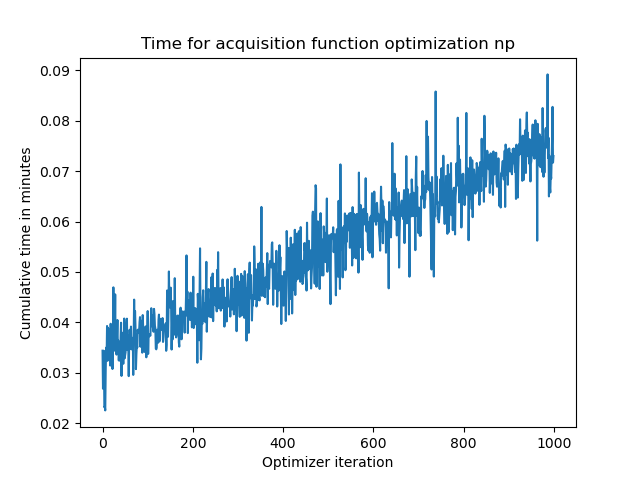 Time for acquisition function optimization np
0.09
0.08
0.07
0.06
0.05
0.04
0.03
0.02
Cumulative time in minutes
0 200 400 600 800 1000
Optimizer iteration